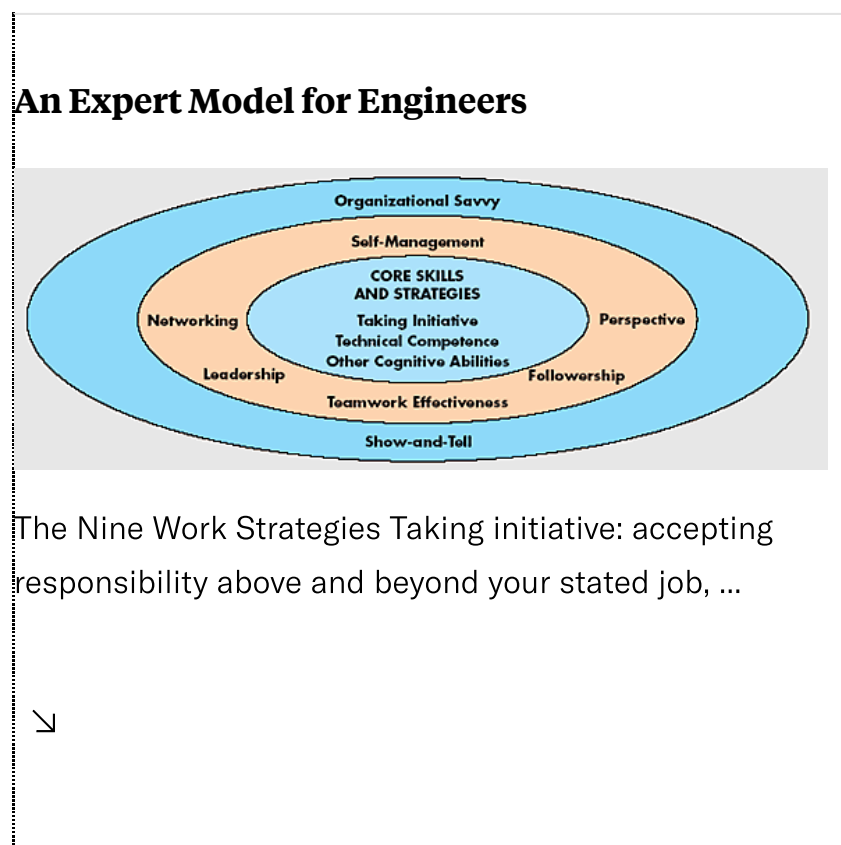 An Expert Model for Engineers
Organizational Savvy
Self-Management
CORE SKILLS
AND STRATEGIES
Networking
Taking Initiative
Perspective
Technical Competence
Other Cognitive Abilities
Leadership
Followership
Teamwork Effectiveness
Show-and-Tell
The Nine Work Strategies Taking initiative: accepting
responsibility above and beyond your stated job, ...